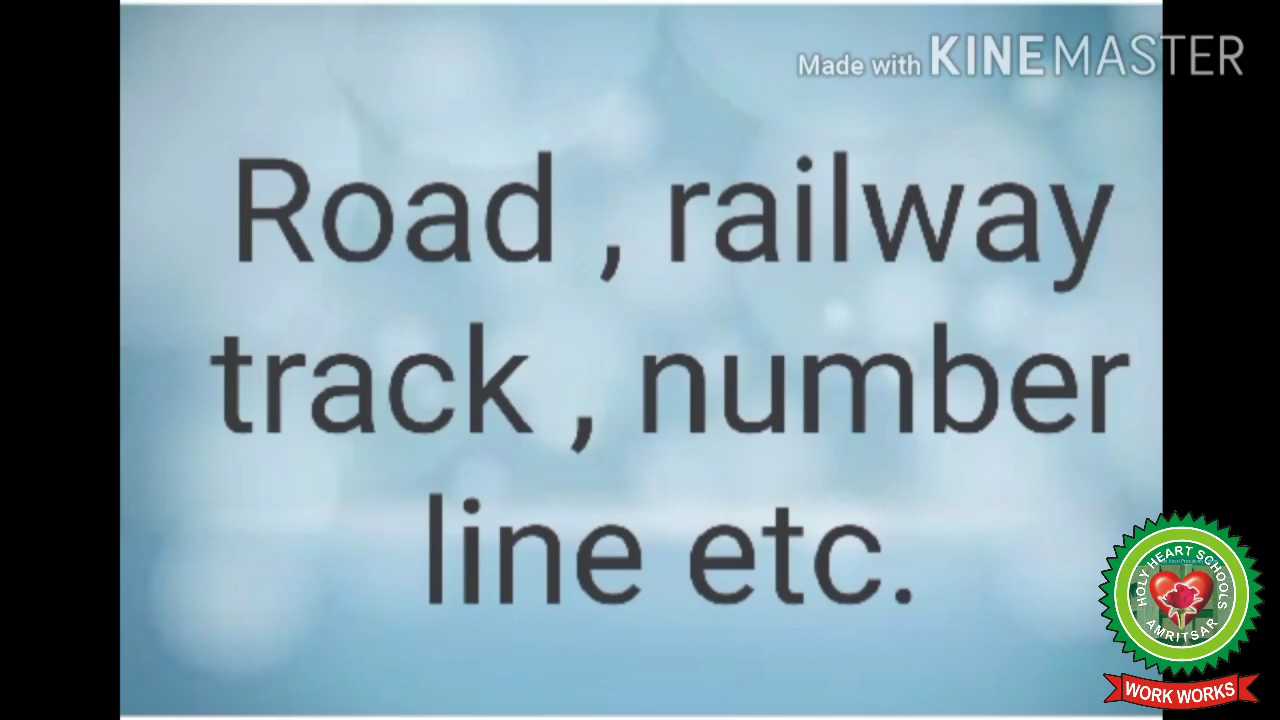 Made with KINEMASTER
Road , railway
track , number
line etc.
HOLY HEART SCHOOLS
AMRITSAR
WORK WORKS